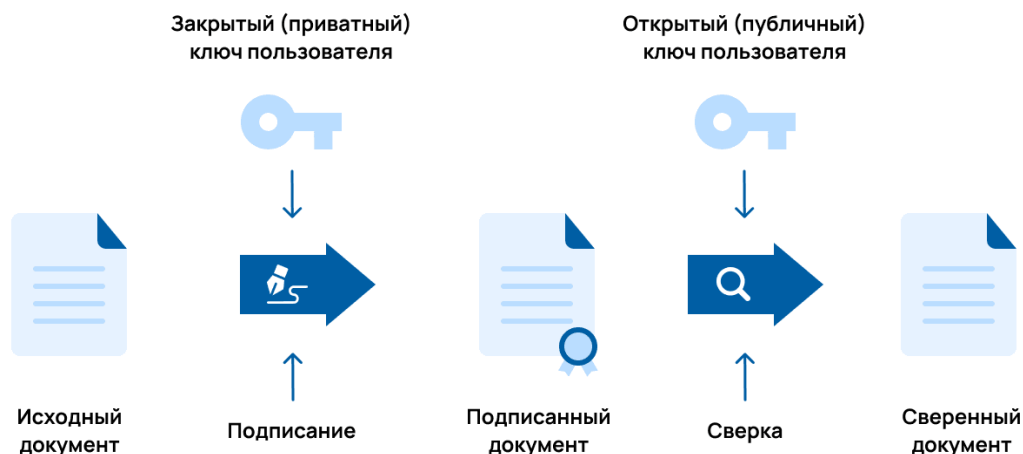 Закрытый (приватный)
ключ пользователя
Открытый (публичный)
ключ пользователя
Исходный
документ
Подписание
Подписанный
документ
Сверка
Сверенный
документ